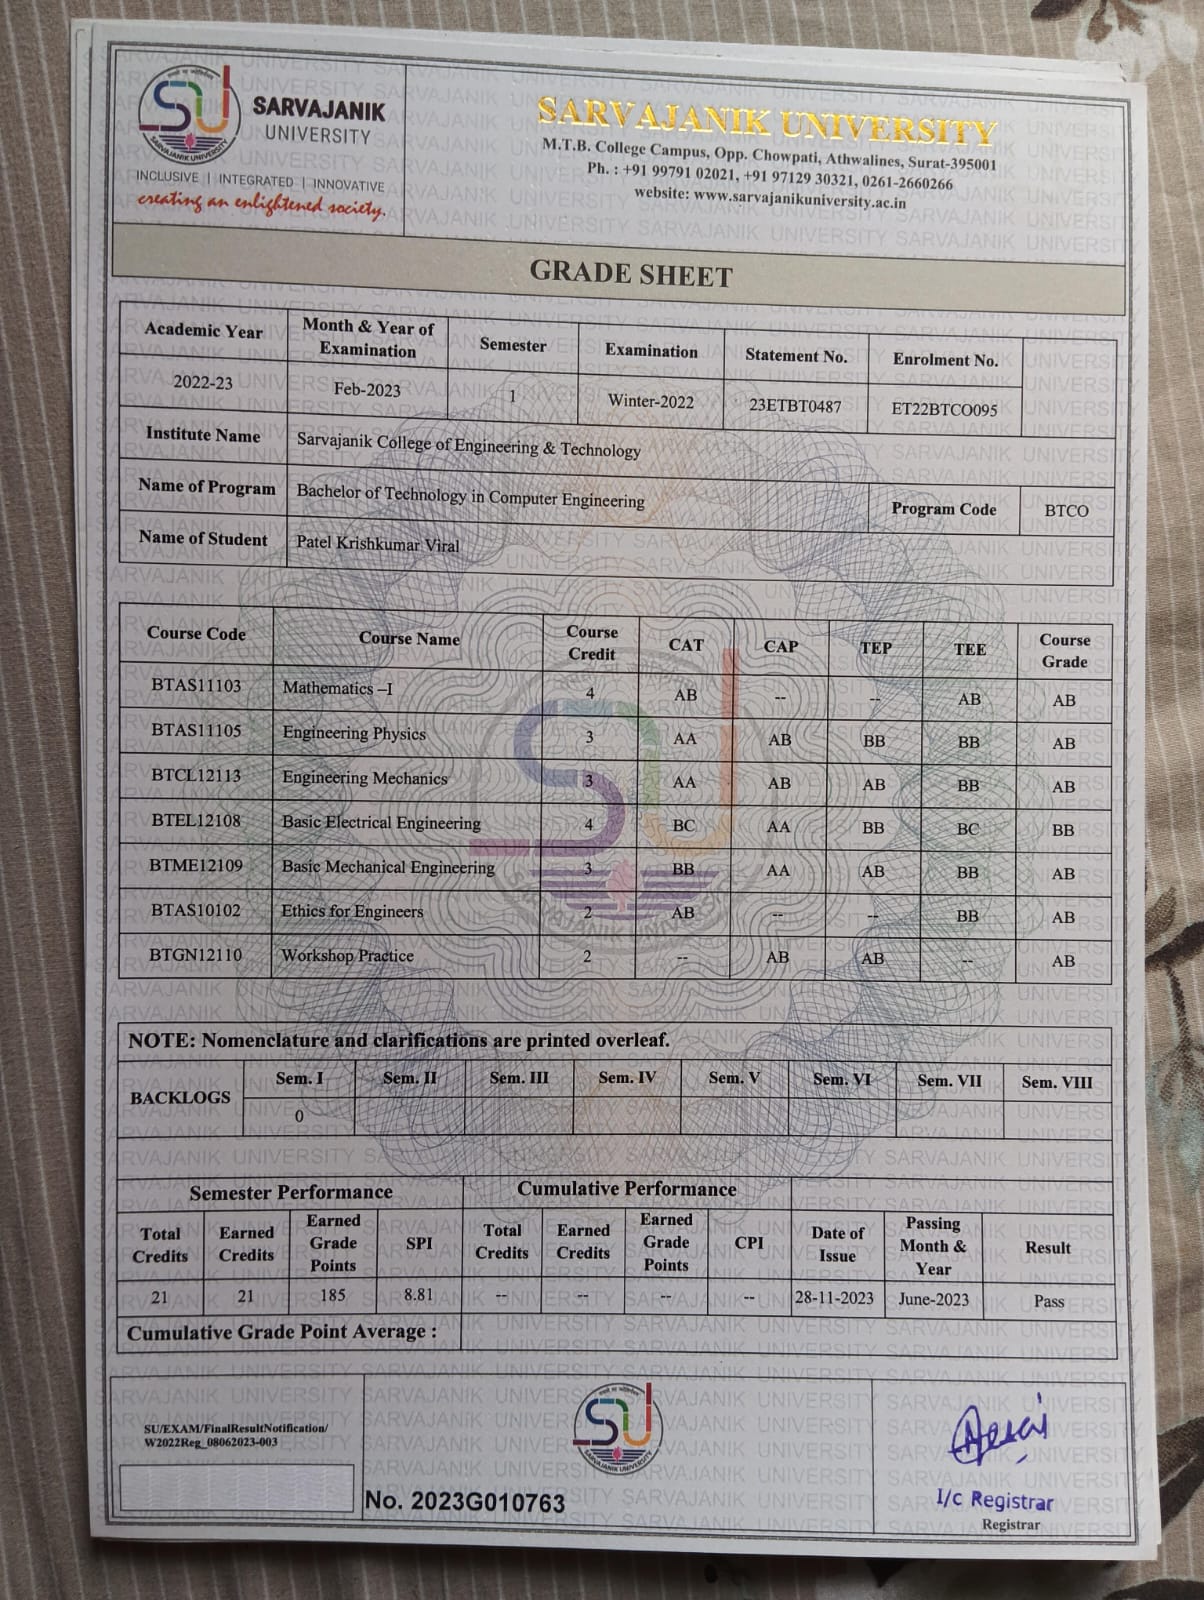 SU
SARVAJANIK UNIVERSITY
SARVAJANIK
UNIVERSITY
INCLUSIVE | INTEGRATED | INNOVATIVE
creating an enlightened society.
SARVAJANIK UNIVERSITY
M.T.B. College Campus, Opp. Chowpati, Athwalines, Surat-395001
Ph. : +91 99791 02021, +91 97129 30321, 0261-2660266
website: www.sarvajanikuniversity.ac.in
GRADE SHEET
Academic Year Month & Year of Examination Semester Examination Statement No. Enrolment No.
2022-23 Feb-2023 1 Winter-2022 23ETBT0487 ET22BTCO095
Institute Name Sarvajanik College of Engineering & Technology
Name of Program Bachelor of Technology in Computer Engineering Program Code BTCO
Name of Student Patel Krishkumar Viral
Course Code Course Name Course Credit CAT CAP TEP TEE Course Grade
BTAS11103 Mathematics –I 4 AB -- -- AB AB
BTAS11105 Engineering Physics 3 AA AB BB BB AB
BTCL12113 Engineering Mechanics 3 AA AB AB BB AB
BTEL12108 Basic Electrical Engineering 4 BC AA BB BC BB
BTME12109 Basic Mechanical Engineering 3 BB AA AB BB AB
BTAS10102 Ethics for Engineers 2 AB -- -- BB AB
BTGN12110 Workshop Practice 2 -- AB AB -- AB
NOTE: Nomenclature and clarifications are printed overleaf.
BACKLOGS Sem. I Sem. II Sem. III Sem. IV Sem. V Sem. VI Sem. VII Sem. VIII
0
Semester Performance Cumulative Performance
Total Credits Earned Credits Earned Grade Points SPI Total Credits Earned Credits Earned Grade Points CPI Date of Issue Passing Month & Year Result
21 21 185 8.81 -- -- -- -- 28-11-2023 June-2023 Pass
Cumulative Grade Point Average :
SU/EXAM/FinalResultNotification/
W2022Reg_08062023-003
SU
SARVAJANIK UNIVERSITY
No. 2023G010763
I/c Registrar
Registrar